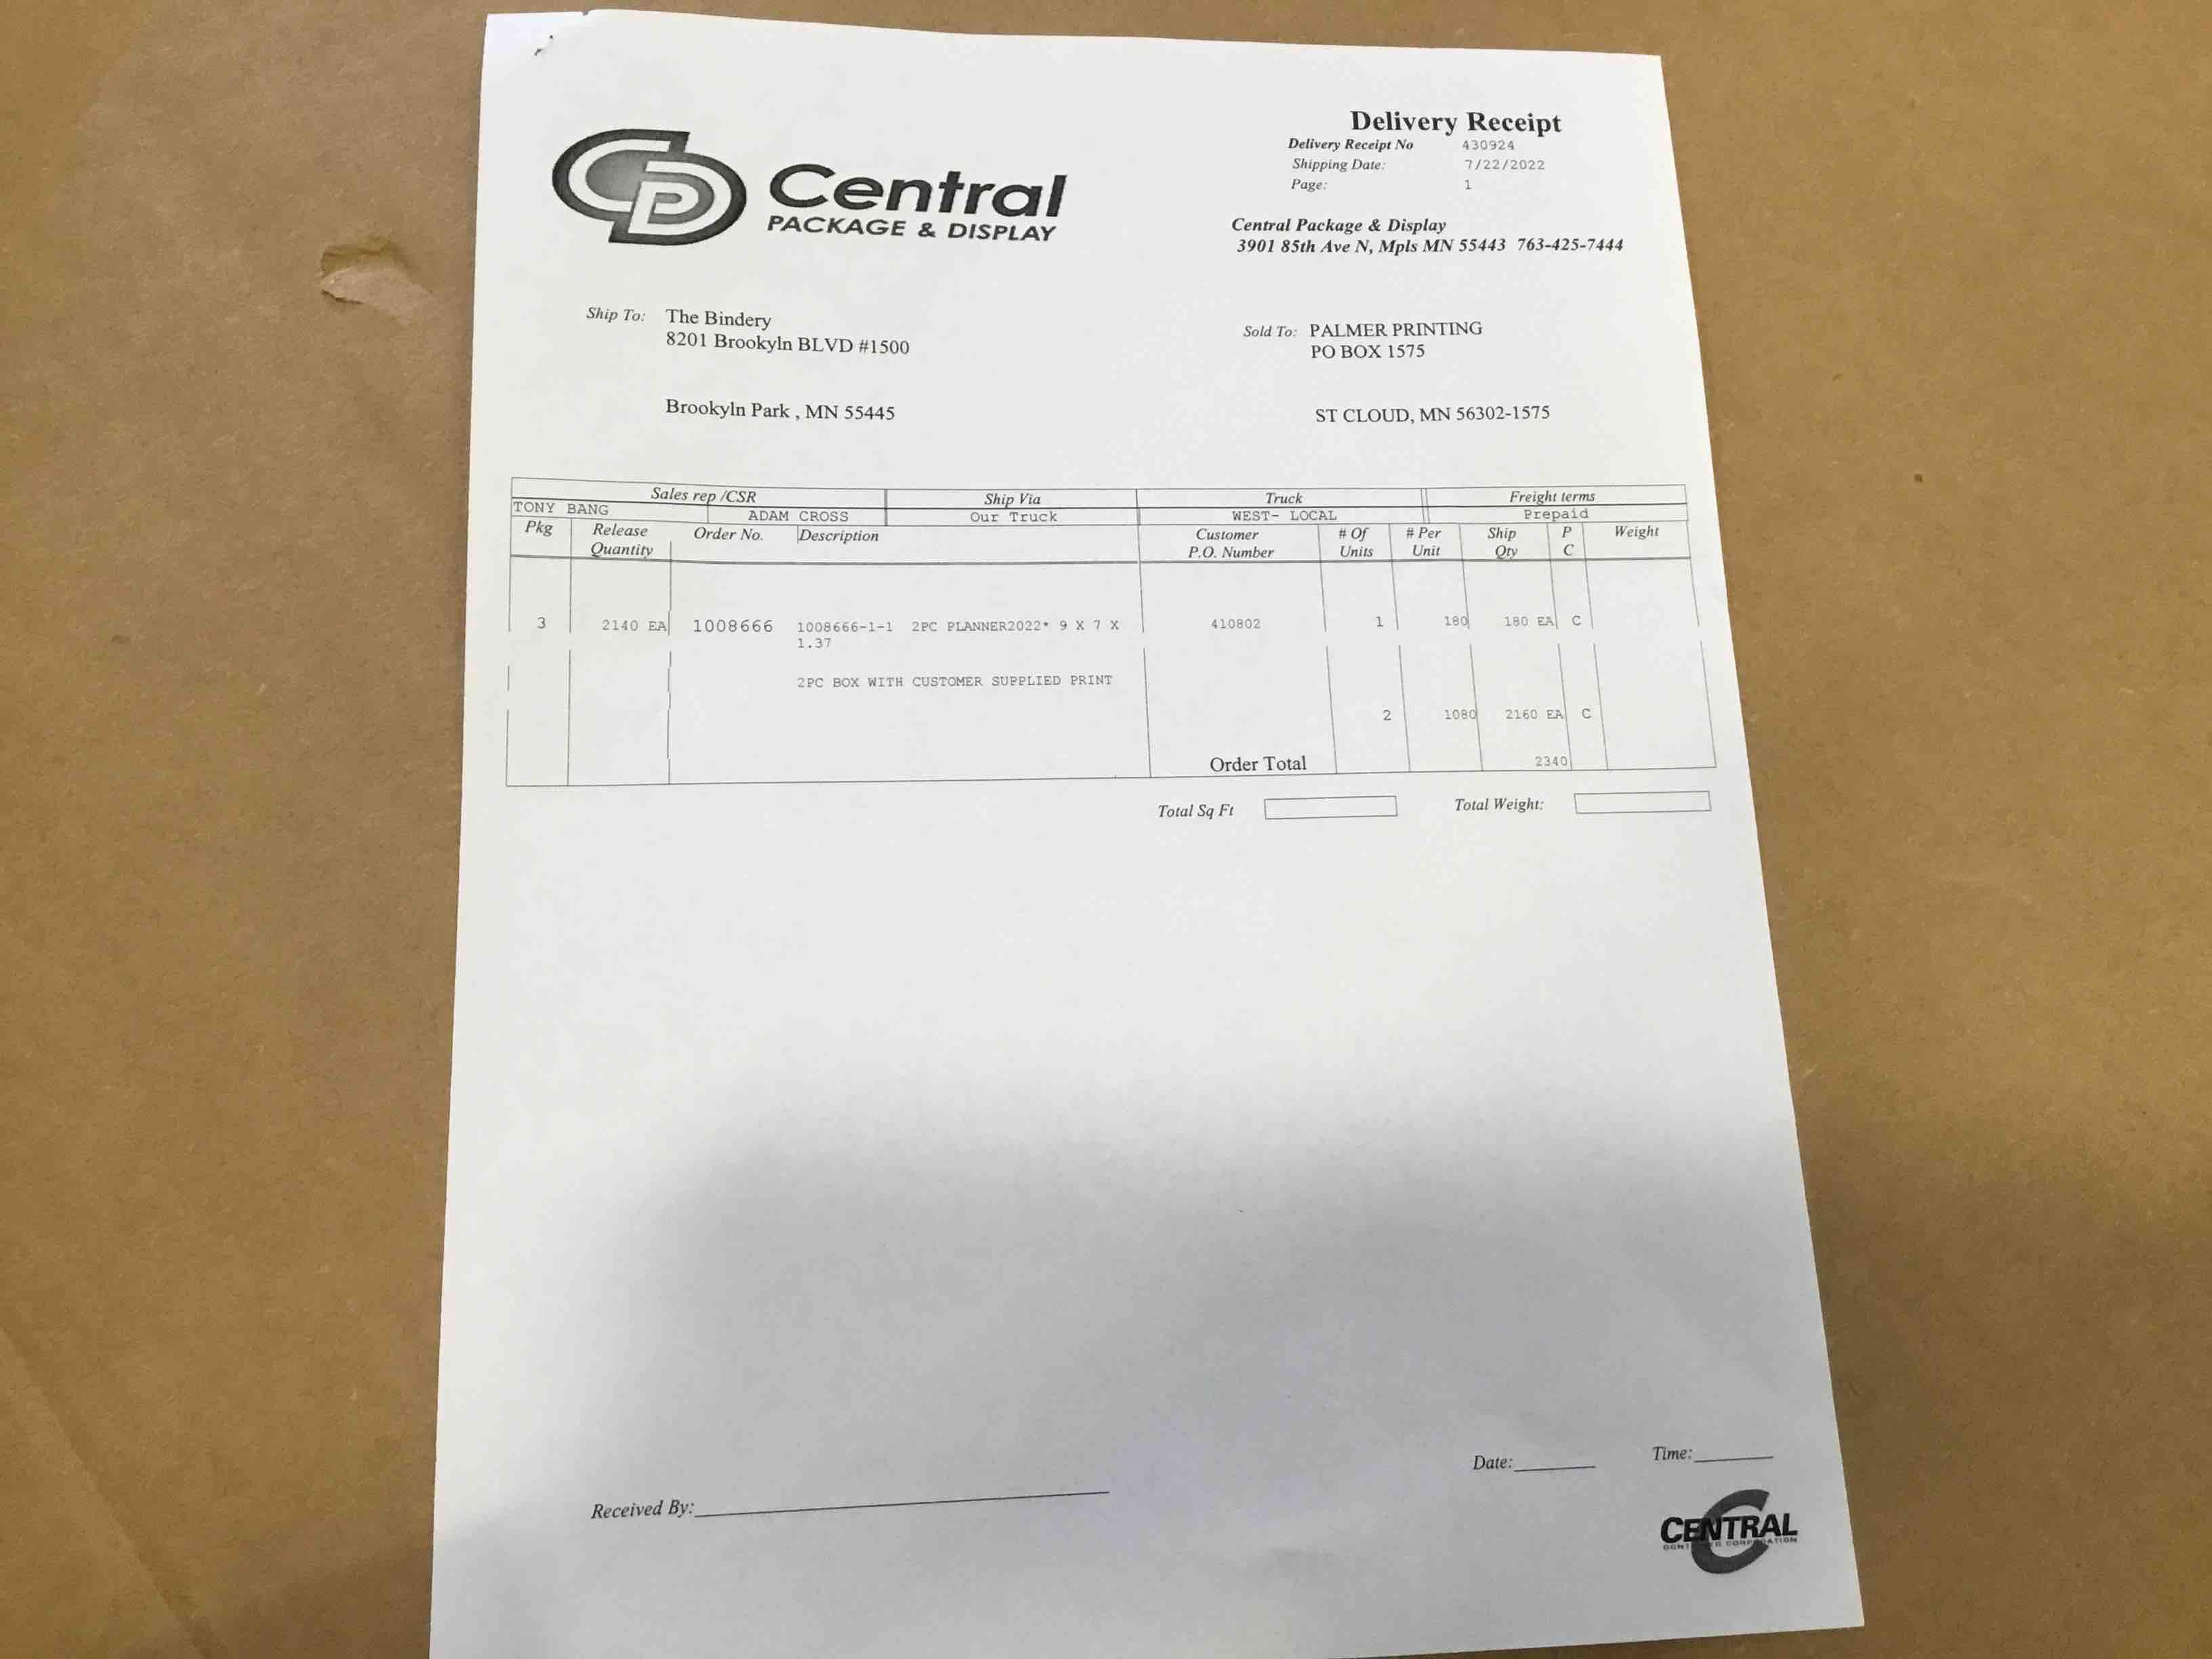 Central
PACKAGE & DISPLAY
Delivery Receipt
Delivery Receipt No 430924
Shipping Date: 7/22/2022
Page: 1
Central Package & Display
3901 85th Ave N, Mpls MN 55443 763-425-7444
Ship To: The Bindery
8201 Brookyln BLVD #1500
Brookyln Park , MN 55445
Sold To: PALMER PRINTING
PO BOX 1575
ST CLOUD, MN 56302-1575
Sales rep /CSR Ship Via Truck Freight terms
TONY BANG ADAM CROSS Our Truck WEST- LOCAL Prepaid
Pkg Release Quantity Order No. Description Customer P.O. Number # Of Units # Per Unit Ship Qty P C Weight
3 2140 EA 1008666 1008666-1-1 2PC PLANNER2022* 9 X 7 X 410802 1 180 180 EA C
1.37
2PC BOX WITH CUSTOMER SUPPLIED PRINT
2 1080 2160 EA C
Order Total 2340
Total Sq Ft Total Weight:
Received By: Date: Time:
CENTRAL